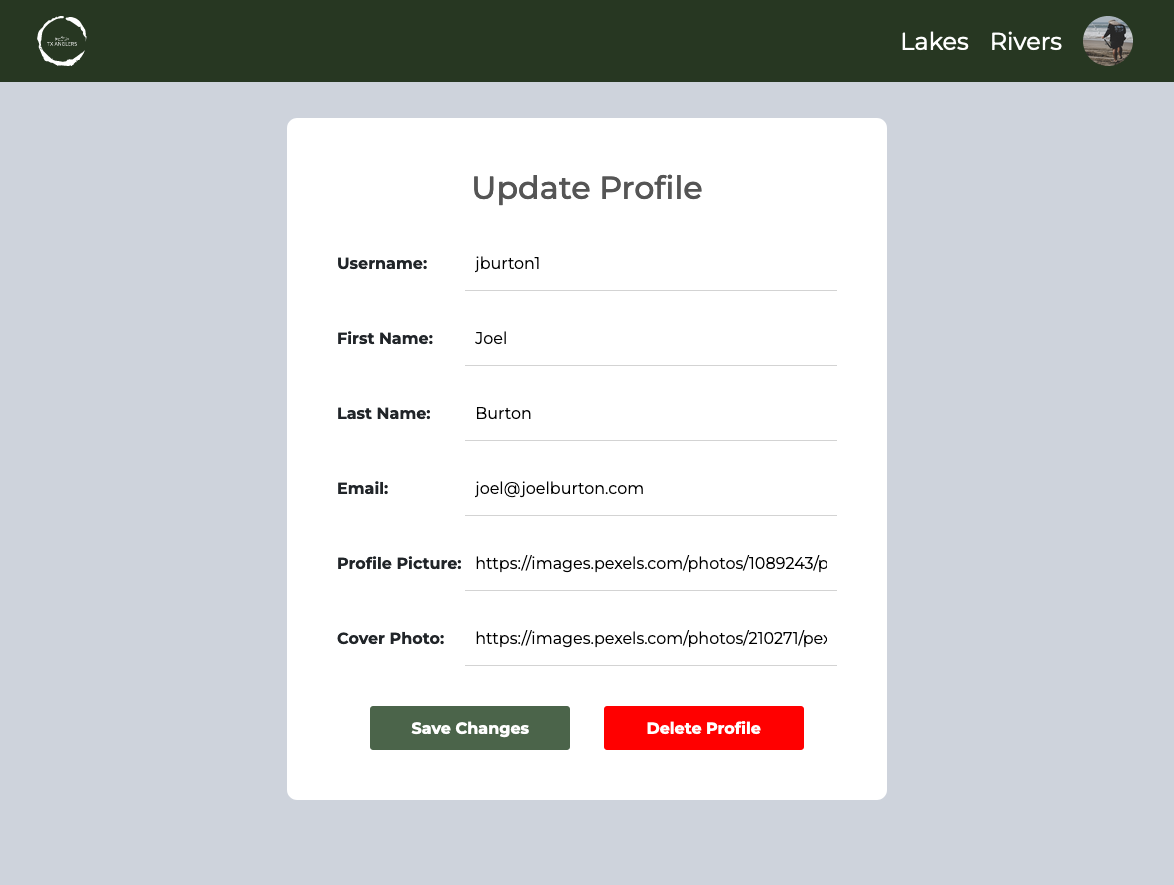 TX ANGLERS
Lakes Rivers
Update Profile
Username: jburton1
First Name: Joel
Last Name: Burton
Email: joel@joelburton.com
Profile Picture: https://images.pexels.com/photos/1089243/p
Cover Photo: https://images.pexels.com/photos/210271/pex
Save Changes Delete Profile